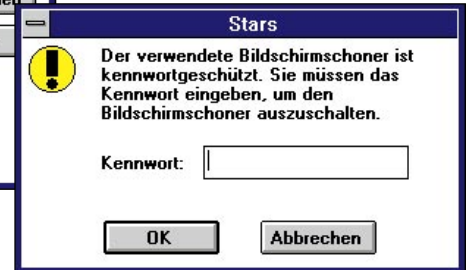 Stars
Der verwendete Bildschirmschoner ist
kennwortgeschützt. Sie müssen das
Kennwort eingeben, um den
Bildschirmschoner auszuschalten.
Kennwort:
OK
Abbrechen